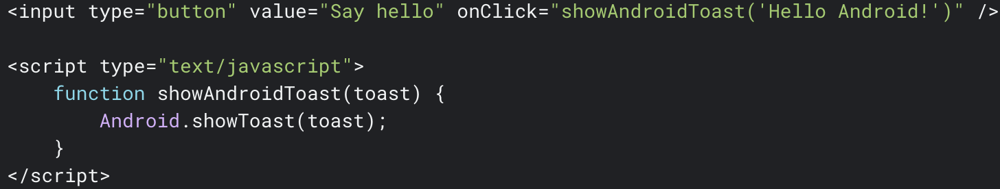 <input type="button" value="Say hello" onClick="showAndroidToast('Hello Android!')" />
<script type="text/javascript">
    function showAndroidToast(toast) {
        Android.showToast(toast);
    }
</script>